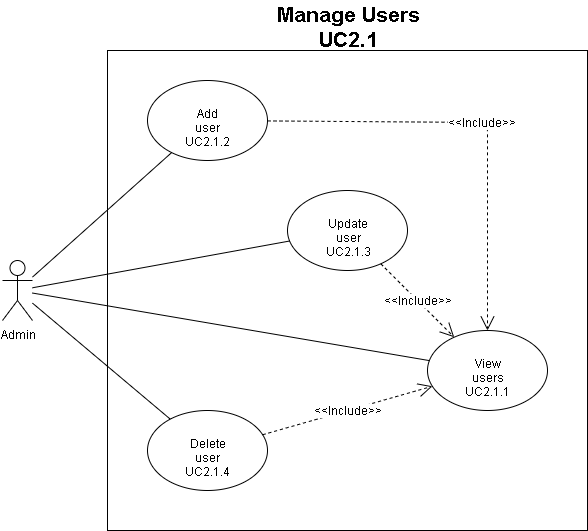 Manage Users
UC2.1
Add
user
UC2.1.2
<<Include>>
Update
user
UC2.1.3
<<Include>>
Admin
View
users
UC2.1.1
<<Include>>
Delete
user
UC2.1.4